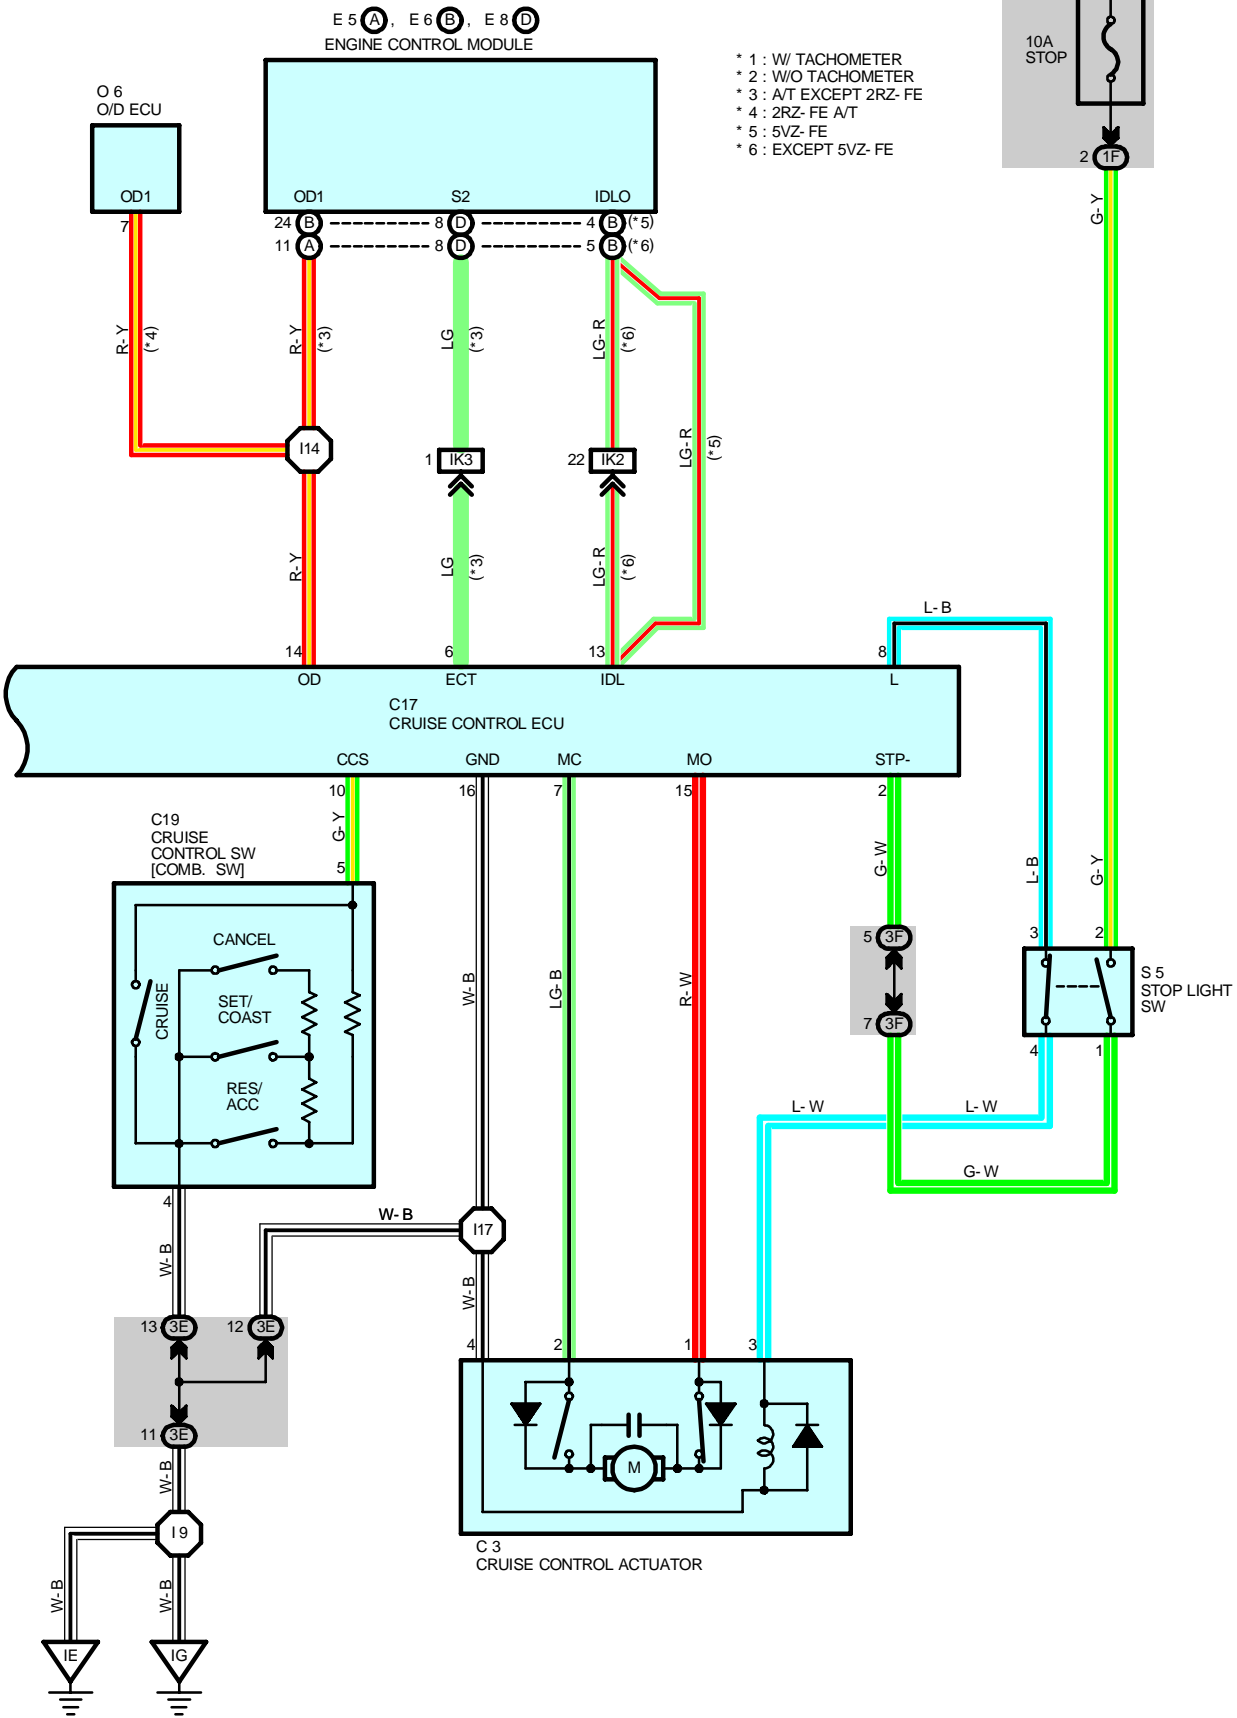 E 5 A , E 6 B , E 8 D
ENGINE CONTROL MODULE
10A
STOP
* 1 : W/ TACHOMETER
* 2 : W/O TACHOMETER
* 3 : A/T EXCEPT 2RZ- FE
* 4 : 2RZ- FE A/T
* 5 : 5VZ- FE
* 6 : EXCEPT 5VZ- FE
O 6
O/D ECU
2 1F
OD1
OD1 S2 IDLO
7
24 B 8 D 4 B (* 5)
11 A 8 D 5 B (* 6)
G- Y
R- Y (* 4)
R- Y (* 3)
LG (* 3)
LG- R (* 6)
LG- R (* 5)
I14
1 IK3
22 IK2
R- Y
LG (* 3)
LG- R (* 6)
L- B
14 6 13 8
OD ECT IDL L
C17
CRUISE CONTROL ECU
CCS GND MC MO STP-
10 16 7 15 2
G- Y
C19
CRUISE
CONTROL SW
[COMB. SW]
5
G- W
L- B
G- Y
5 3F
3 2
CANCEL
SET/
COAST
CRUISE
RES/
ACC
W- B
LG- B
R- W
S 5
STOP LIGHT
SW
7 3F
4 1
L- W L- W
G- W
4
W- B
W- B
I17
W- B
13 3E 12 3E
4 2 1 3
11 3E
M
W- B
I 9
C 3
CRUISE CONTROL ACTUATOR
W- B
W- B
IE IG